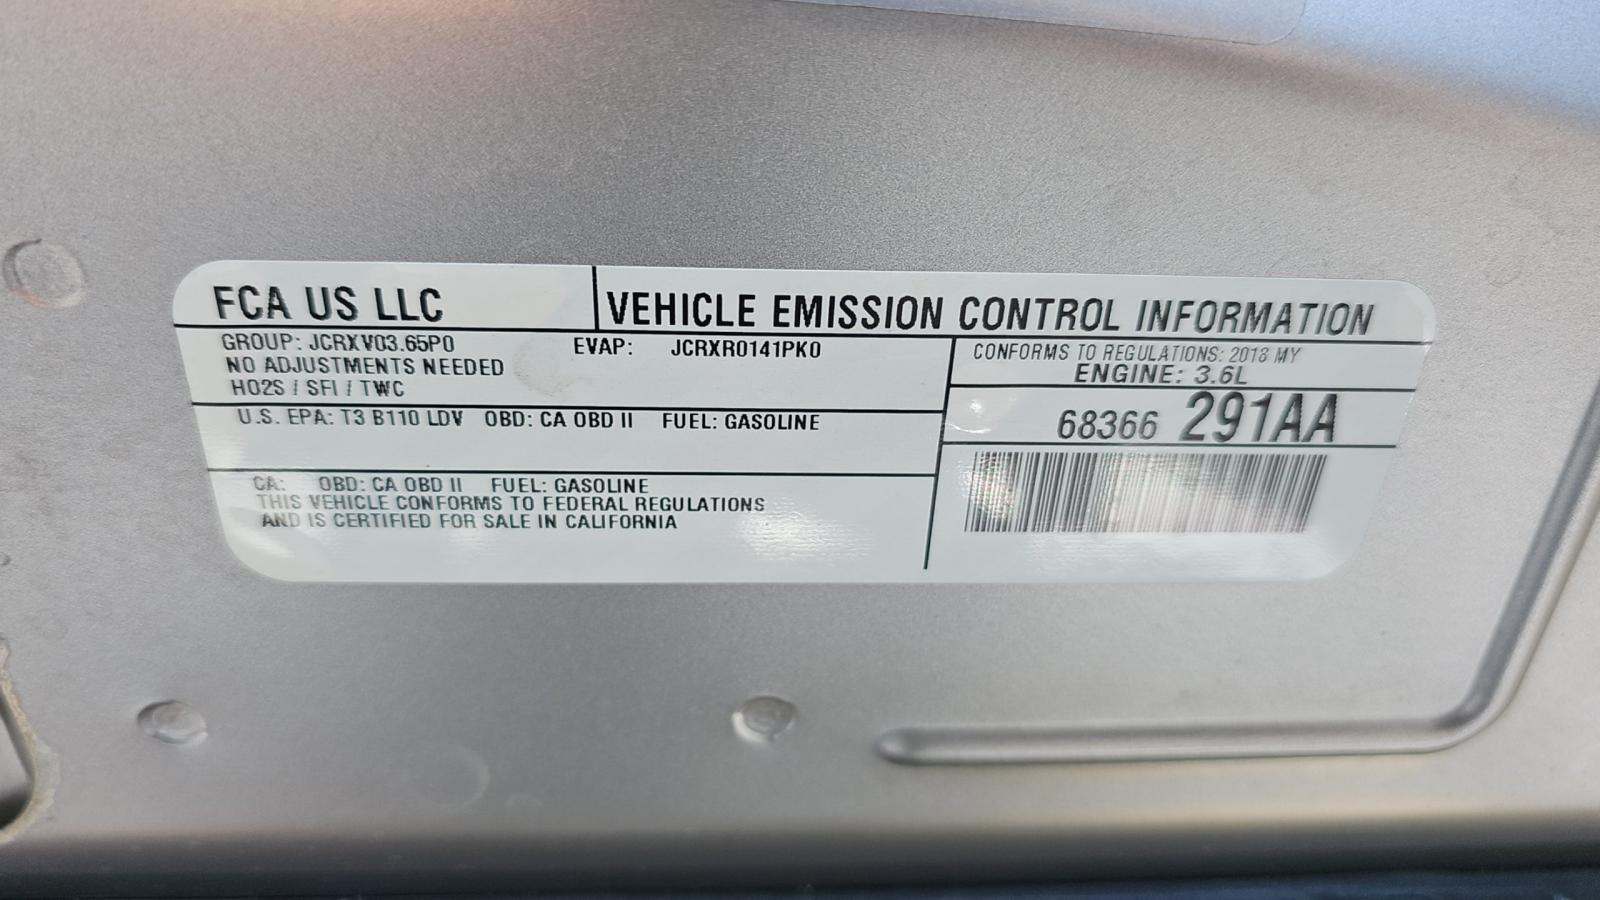 FCA US LLC
VEHICLE EMISSION CONTROL INFORMATION
GROUP: JCRXV03.65P0 EVAP: JCRXR0141PK0
NO ADJUSTMENTS NEEDED
HO2S / SFI / TWC
CONFORMS TO REGULATIONS: 2018 MY
ENGINE: 3.6L
U.S. EPA: T3 B110 LDV OBD: CA OBD II FUEL: GASOLINE
68366 291AA
CA: OBD: CA OBD II FUEL: GASOLINE
THIS VEHICLE CONFORMS TO FEDERAL REGULATIONS
AND IS CERTIFIED FOR SALE IN CALIFORNIA